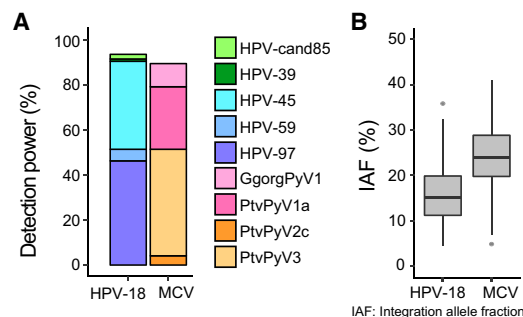 A
Detection power (%)
100
80
60
40
20
0
HPV-18
MCV
HPV-cand85
HPV-39
HPV-45
HPV-59
HPV-97
GgorgPyV1
PtvPyV1a
PtvPyV2c
PtvPyV3
B
IAF (%)
50
40
30
20
10
0
HPV-18
MCV
IAF: Integration allele fraction